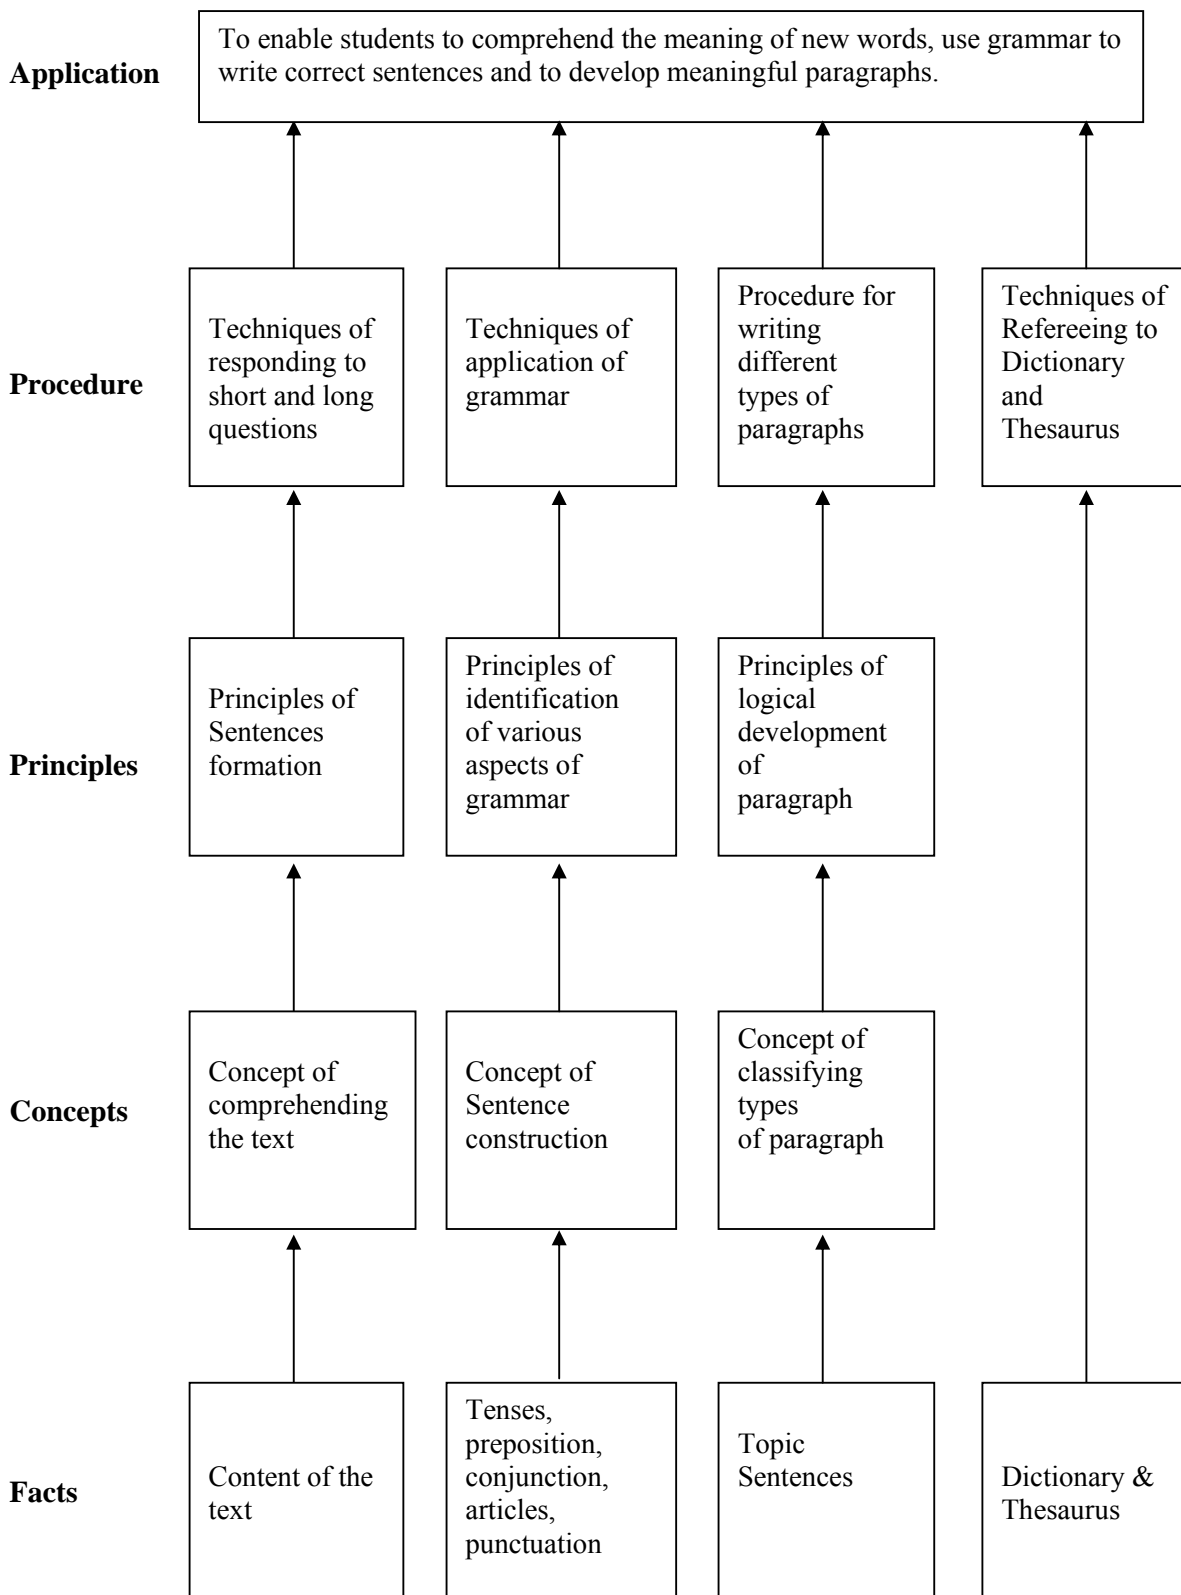 Application
To enable students to comprehend the meaning of new words, use grammar to
write correct sentences and to develop meaningful paragraphs.
Procedure
Techniques of
responding to
short and long
questions
Techniques of
application of
grammar
Procedure for
writing
different
types of
paragraphs
Techniques of
Refereeing to
Dictionary
and
Thesaurus
Principles
Principles of
Sentences
formation
Principles of
identification
of various
aspects of
grammar
Principles of
logical
development
of
paragraph
Concepts
Concept of
comprehending
the text
Concept of
Sentence
construction
Concept of
classifying
types
of paragraph
Facts
Content of the
text
Tenses,
preposition,
conjunction,
articles,
punctuation
Topic
Sentences
Dictionary &
Thesaurus